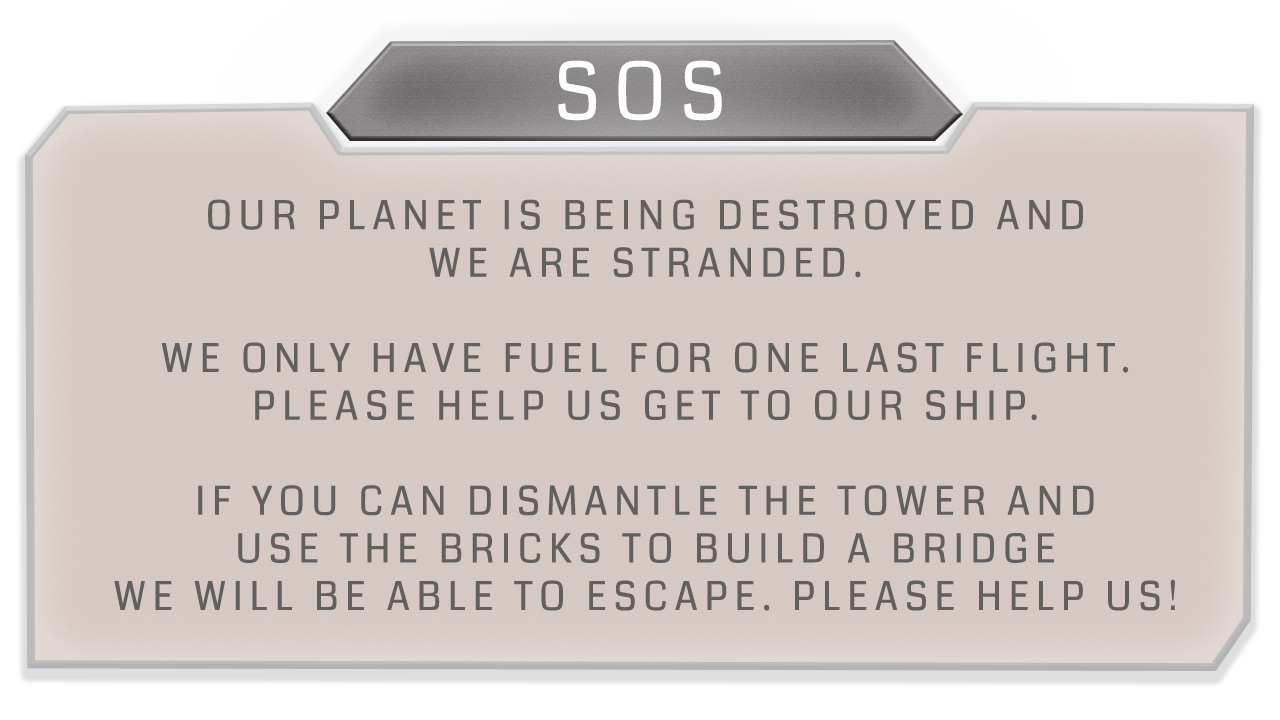 SOS
OUR PLANET IS BEING DESTROYED AND
WE ARE STRANDED.
WE ONLY HAVE FUEL FOR ONE LAST FLIGHT.
PLEASE HELP US GET TO OUR SHIP.
IF YOU CAN DISMANTLE THE TOWER AND
USE THE BRICKS TO BUILD A BRIDGE
WE WILL BE ABLE TO ESCAPE. PLEASE HELP US!